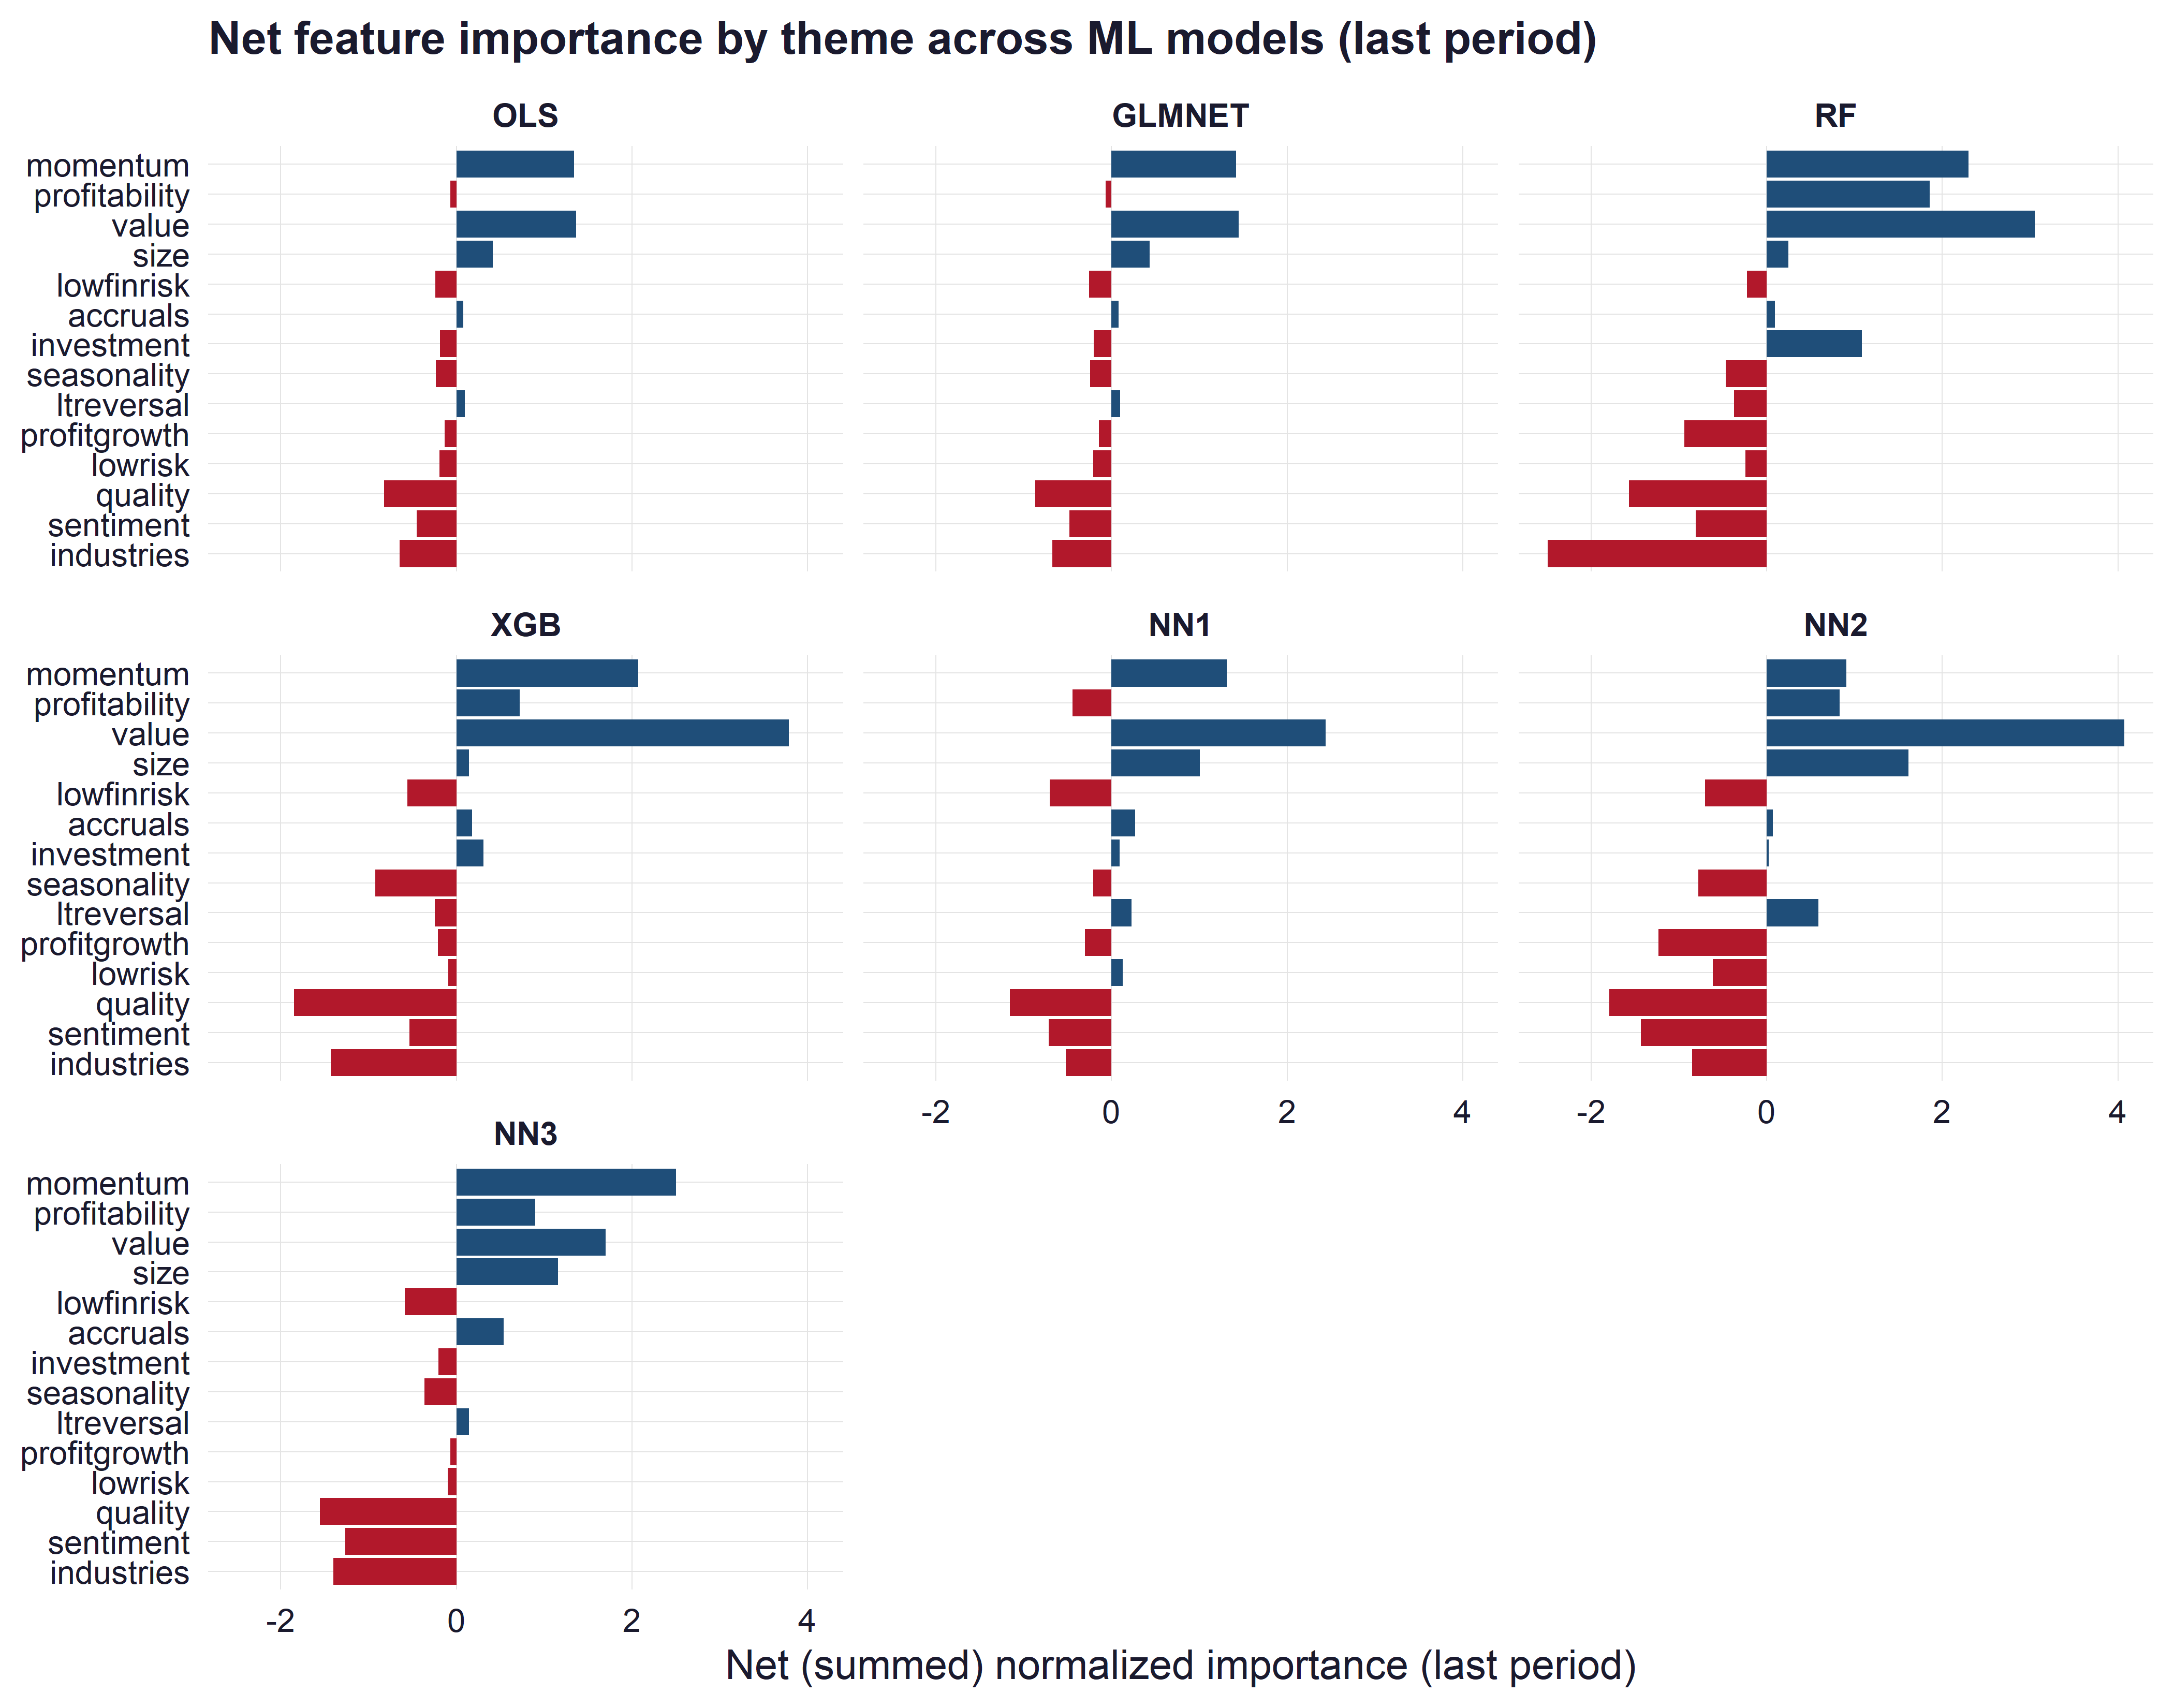 Net feature importance by theme across ML models (last period)
OLS
GLMNET
RF
momentum
profitability
value
size
lowfinrisk
accruals
investment
seasonality
ltreversal
profitgrowth
lowrisk
quality
sentiment
industries
XGB
NN1
NN2
momentum
profitability
value
size
lowfinrisk
accruals
investment
seasonality
ltreversal
profitgrowth
lowrisk
quality
sentiment
industries
-2 0 2 4
-2 0 2 4
NN3
momentum
profitability
value
size
lowfinrisk
accruals
investment
seasonality
ltreversal
profitgrowth
lowrisk
quality
sentiment
industries
-2 0 2 4
Net (summed) normalized importance (last period)